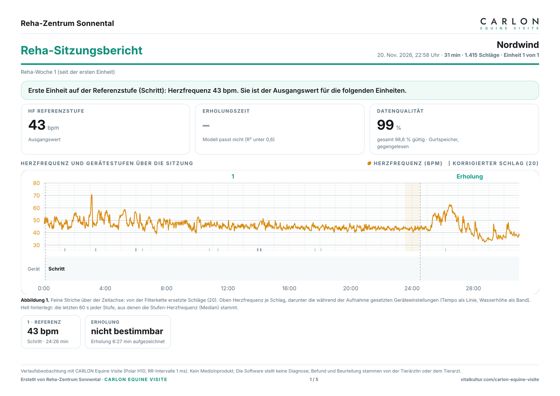 Reha-Zentrum Sonnental
CARLON
EQUINE VISITE
Reha-Sitzungsbericht
Nordwind
20. Nov. 2026, 22:58 Uhr · 31 min · 1.415 Schläge · Einheit 1 von 1
Reha-Woche 1 (seit der ersten Einheit)
Erste Einheit auf der Referenzstufe (Schritt): Herzfrequenz 43 bpm. Sie ist der Ausgangswert für die folgenden Einheiten.
HF REFERENZSTUFE
43 bpm
Ausgangswert
ERHOLUNGSZEIT
—
Modell passt nicht (R² unter 0,6)
DATENQUALITÄT
99 %
gesamt 98,6 % gültig · Gurtspeicher,
gegengelesen
HERZFREQUENZ UND GERÄTESTUFEN ÜBER DIE SITZUNG
HERZFREQUENZ (BPM) KORRIGIERTER SCHLAG (20)
1 Erholung
80
70
60
50
40
30
Gerät Schritt
0:00 4:00 8:00 12:00 16:00 20:00 24:00 28:00
Abbildung 1. Feine Striche über der Zeitachse: von der Filterkette ersetzte Schläge (20). Oben Herzfrequenz je Schlag, darunter die während der Aufnahme gesetzten Geräteeinstellungen (Tempo als Linie, Wasserhöhe als Band).
Hell hinterlegt: die letzten 60 s jeder Stufe, aus denen die Stufen-Herzfrequenz (Median) stammt.
1 · REFERENZ
43 bpm
Schritt · 24:28 min
ERHOLUNG
nicht bestimmbar
Erholung 6:27 min aufgezeichnet
Verlaufsbeobachtung mit CARLON Equine Visite (Polar H10, RR-Intervalle 1 ms). Kein Medizinprodukt; Die Software stellt keine Diagnose; Befund und Beurteilung stammen von der Tierärztin oder dem Tierarzt.
Erstellt von Reha-Zentrum Sonnental · CARLON EQUINE VISITE
1 / 5
vitalkultur.com/carlon-equine